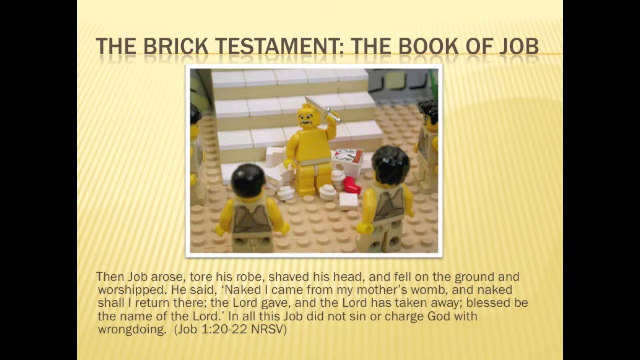 THE BRICK TESTAMENT: THE BOOK OF JOB
Then Job arose, tore his robe, shaved his head, and fell on the ground and
worshipped. He said, ‘Naked I came from my mother’s womb, and naked
shall I return there; the Lord gave, and the Lord has taken away; blessed be
the name of the Lord.’ In all this Job did not sin or charge God with
wrongdoing.  (Job 1:20-22 NRSV)